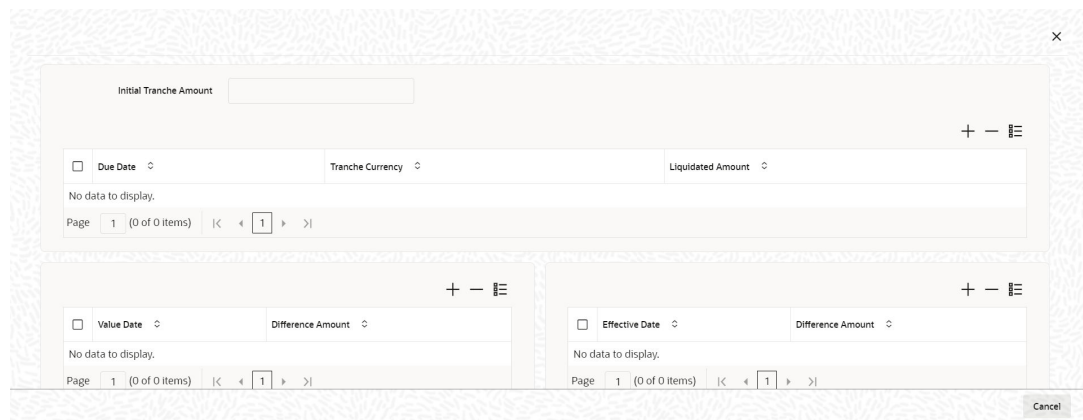 Initial Tranche Amount
Due Date Tranche Currency Liquidated Amount
No data to display.
Page 1 (0 of 0 items) 1
Value Date Difference Amount
No data to display.
Page 1 (0 of 0 items) 1
Effective Date Difference Amount
No data to display.
Page 1 (0 of 0 items) 1
Cancel